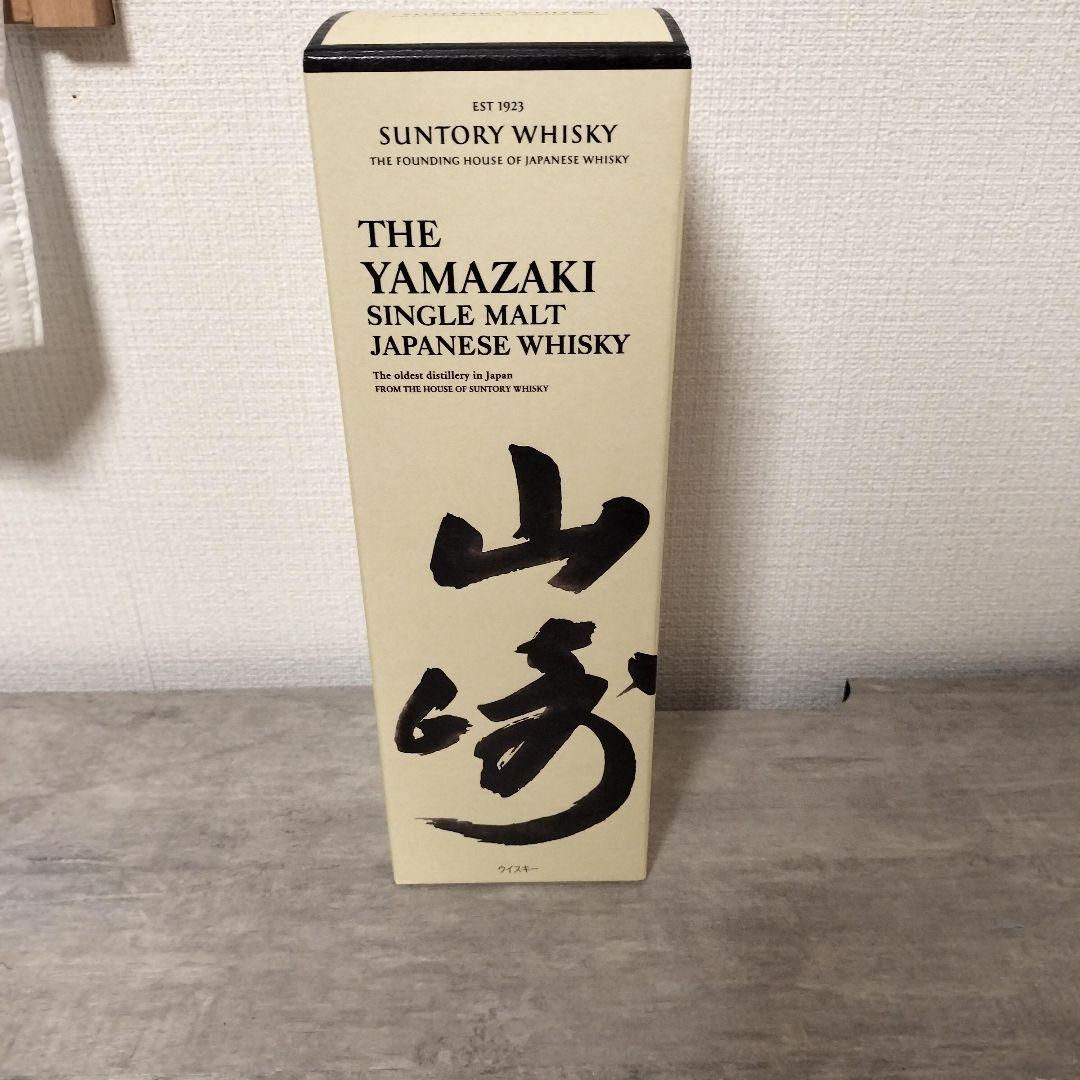 EST 1923
SUNTORY WHISKY
THE FOUNDING HOUSE OF JAPANESE WHISKY
THE
YAMAZAKI
SINGLE MALT
JAPANESE WHISKY
The oldest distillery in Japan
FROM THE HOUSE OF SUNTORY WHISKY
山
崎
ウイスキー